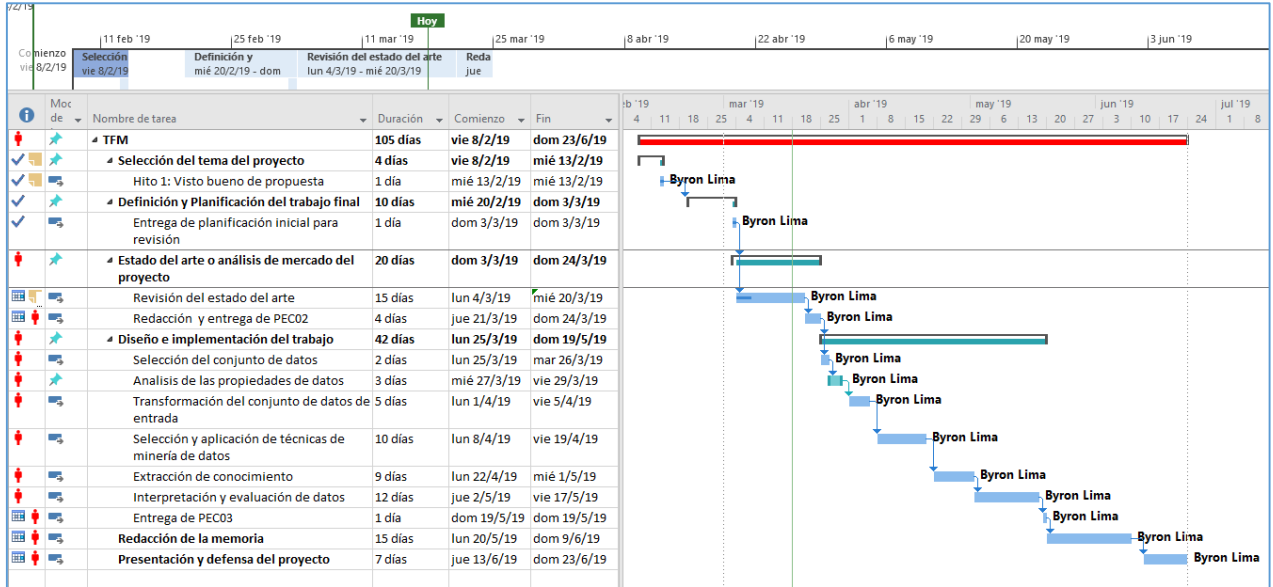 2/19
Hoy
11 feb '19 25 feb '19 11 mar '19 25 mar '19 8 abr '19 22 abr '19 6 may '19 20 may '19 3 jun '19
Comienzo
vie 8/2/19
Selección
vie 8/2/19
Definición y
mié 20/2/19 - dom
Revisión del estado del arte
lun 4/3/19 - mié 20/3/19
Reda
jue
eb '19 mar '19 abr '19 may '19 jun '19 jul '19
4 11 18 25 4 11 18 25 1 8 15 22 29 6 13 20 27 3 10 17 24 1 8
Moc
de Nombre de tarea Duración Comienzo Fin
TFM 105 días vie 8/2/19 dom 23/6/19
Selección del tema del proyecto 4 días vie 8/2/19 mié 13/2/19
Hito 1: Visto bueno de propuesta 1 día mié 13/2/19 mié 13/2/19 Byron Lima
Definición y Planificación del trabajo final 10 días mié 20/2/19 dom 3/3/19
Entrega de planificación inicial para 1 día dom 3/3/19 dom 3/3/19 Byron Lima
revisión
Estado del arte o análisis de mercado del 20 días dom 3/3/19 dom 24/3/19
proyecto
Revisión del estado del arte 15 días lun 4/3/19 mié 20/3/19 Byron Lima
Redacción y entrega de PEC02 4 días jue 21/3/19 dom 24/3/19 Byron Lima
Diseño e implementación del trabajo 42 días lun 25/3/19 dom 19/5/19
Selección del conjunto de datos 2 días lun 25/3/19 mar 26/3/19 Byron Lima
Analisis de las propiedades de datos 3 días mié 27/3/19 vie 29/3/19 Byron Lima
Transformación del conjunto de datos de 5 días lun 1/4/19 vie 5/4/19 Byron Lima
entrada
Selección y aplicación de técnicas de 10 días lun 8/4/19 vie 19/4/19 Byron Lima
minería de datos
Extracción de conocimiento 9 días lun 22/4/19 mié 1/5/19 Byron Lima
Interpretación y evaluación de datos 12 días jue 2/5/19 vie 17/5/19 Byron Lima
Entrega de PEC03 1 día dom 19/5/19 dom 19/5/19 Byron Lima
Redacción de la memoria 15 días lun 20/5/19 dom 9/6/19 Byron Lima
Presentación y defensa del proyecto 7 días jue 13/6/19 dom 23/6/19 Byron Lima